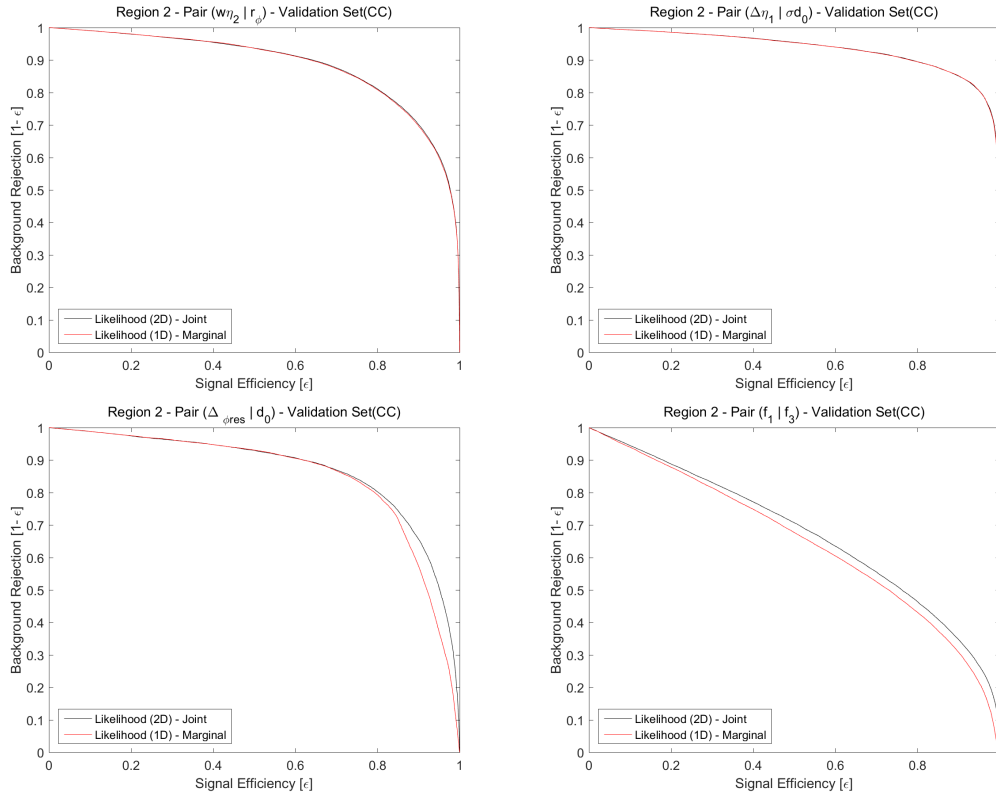 Region 2 - Pair (wη₂ | r_ϕ) - Validation Set(CC)
Background Rejection [1- ϵ]
1
0.9
0.8
0.7
0.6
0.5
0.4
0.3
0.2
0.1
0
Likelihood (2D) - Joint
Likelihood (1D) - Marginal
0 0.2 0.4 0.6 0.8 1
Signal Efficiency [ϵ]
Region 2 - Pair (Δη₁ | σd₀) - Validation Set(CC)
Background Rejection [1- ϵ]
1
0.9
0.8
0.7
0.6
0.5
0.4
0.3
0.2
0.1
0
Likelihood (2D) - Joint
Likelihood (1D) - Marginal
0 0.2 0.4 0.6 0.8
Signal Efficiency [ϵ]
Region 2 - Pair (Δ_ϕres | d₀) - Validation Set(CC)
Background Rejection [1- ϵ]
1
0.9
0.8
0.7
0.6
0.5
0.4
0.3
0.2
0.1
0
Likelihood (2D) - Joint
Likelihood (1D) - Marginal
0 0.2 0.4 0.6 0.8 1
Signal Efficiency [ϵ]
Region 2 - Pair (f₁ | f₃) - Validation Set(CC)
Background Rejection [1- ϵ]
1
0.9
0.8
0.7
0.6
0.5
0.4
0.3
0.2
0.1
0
Likelihood (2D) - Joint
Likelihood (1D) - Marginal
0 0.2 0.4 0.6 0.8
Signal Efficiency [ϵ]